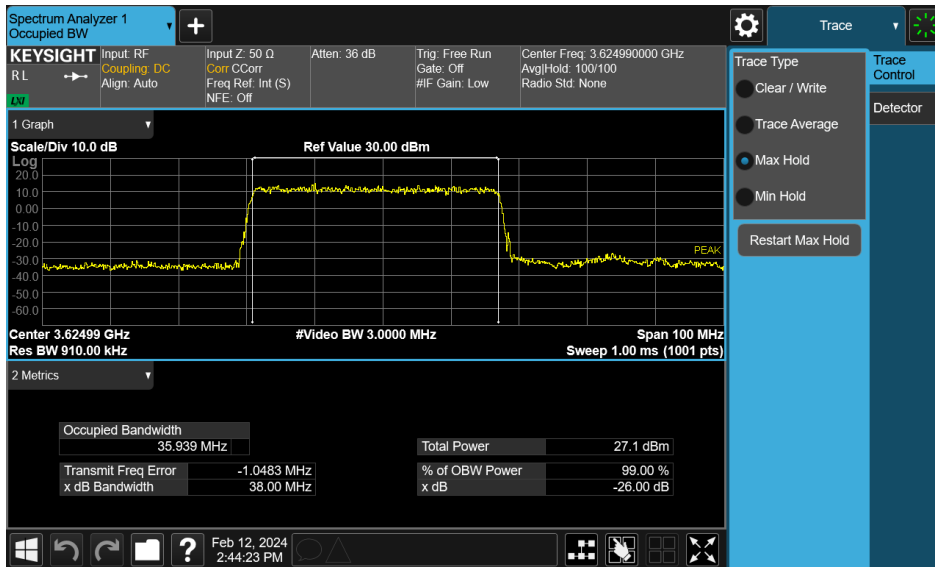 Spectrum Analyzer 1
Occupied BW
Trace
KEYSIGHT
RL
LXI
Input: RF
Coupling: DC
Align: Auto
Input Z: 50 Ω
Corr CCorr
Freq Ref: Int (S)
NFE: Off
Atten: 36 dB
Trig: Free Run
Gate: Off
#IF Gain: Low
Center Freq: 3.624990000 GHz
Avg|Hold: 100/100
Radio Std: None
Trace Type
Clear / Write
Trace Average
Max Hold
Min Hold
Restart Max Hold
Trace
Control
Detector
1 Graph
Scale/Div 10.0 dB
Ref Value 30.00 dBm
Log
20.0
10.0
0.00
-10.0
-20.0
-30.0
-40.0
-50.0
-60.0
PEAK
Center 3.62499 GHz
#Video BW 3.0000 MHz
Span 100 MHz
Res BW 910.00 kHz
Sweep 1.00 ms (1001 pts)
2 Metrics
Occupied Bandwidth
35.939 MHz
Total Power 27.1 dBm
Transmit Freq Error -1.0483 MHz
% of OBW Power 99.00 %
x dB Bandwidth 38.00 MHz
x dB -26.00 dB
?
Feb 12, 2024
2:44:23 PM